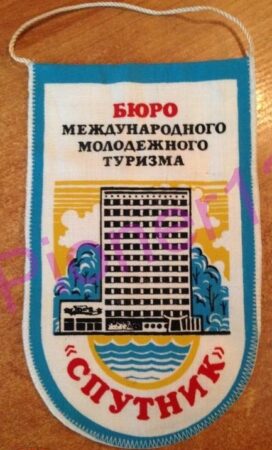 БЮРО
МЕЖДУНАРОДНОГО
МОЛОДЕЖНОГО
ТУРИЗМА
«СПУТНИК»